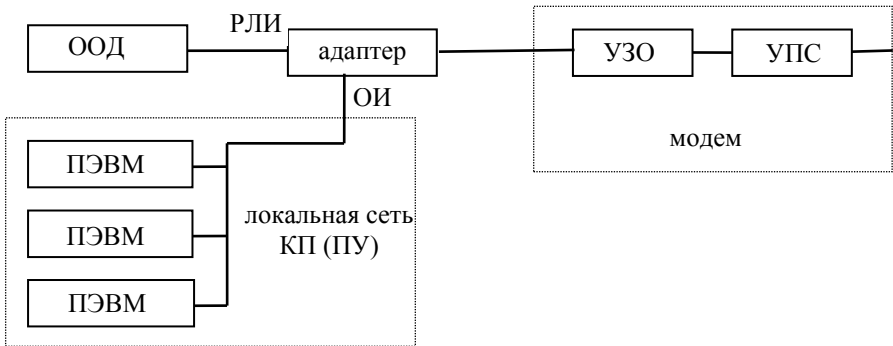 РЛИ
ООД
адаптер
УЗО
УПС
ОИ
модем
ПЭВМ
ПЭВМ
локальная сеть
КП (ПУ)
ПЭВМ